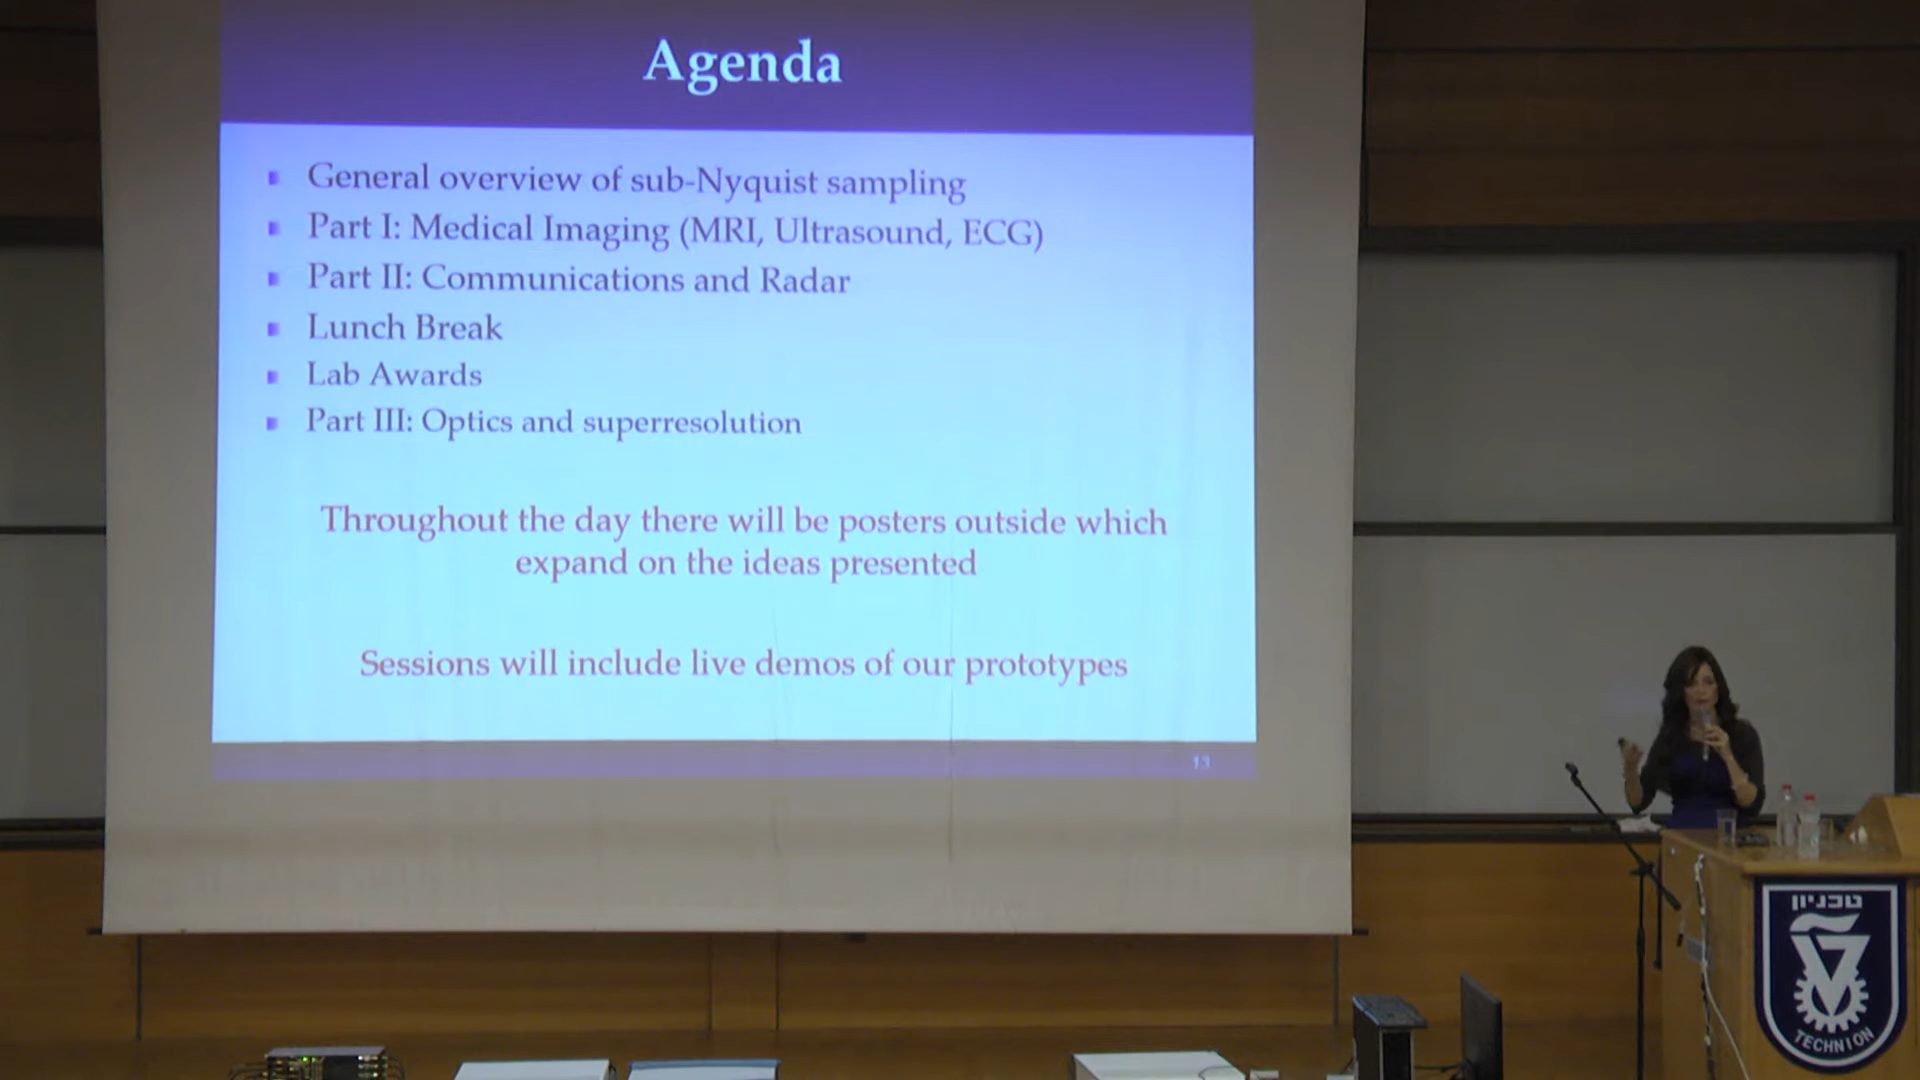 Agenda
General overview of sub-Nyquist sampling
Part I: Medical Imaging (MRI, Ultrasound, ECG)
Part II: Communications and Radar
Lunch Break
Lab Awards
Part III: Optics and superresolution
Throughout the day there will be posters outside which
expand on the ideas presented
Sessions will include live demos of our prototypes
13
טכניון
TECHNION